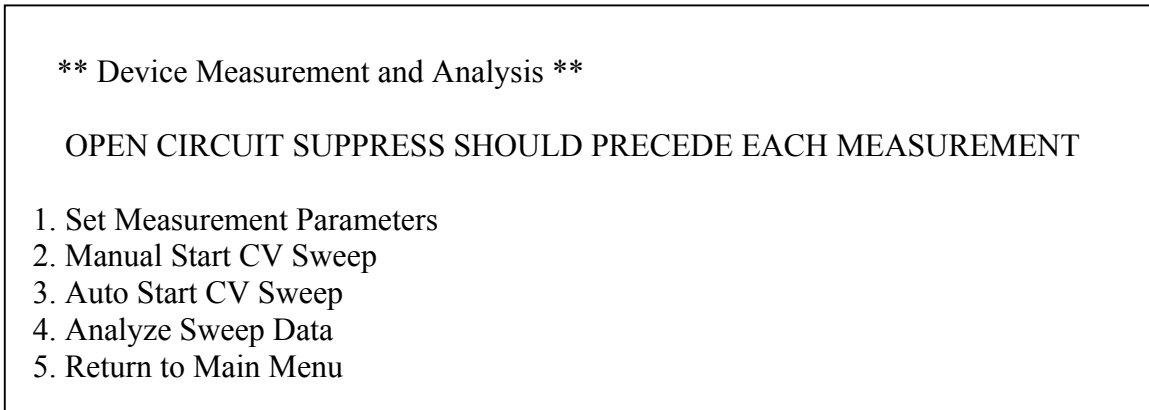 ** Device Measurement and Analysis **
OPEN CIRCUIT SUPPRESS SHOULD PRECEDE EACH MEASUREMENT
1. Set Measurement Parameters
2. Manual Start CV Sweep
3. Auto Start CV Sweep
4. Analyze Sweep Data
5. Return to Main Menu